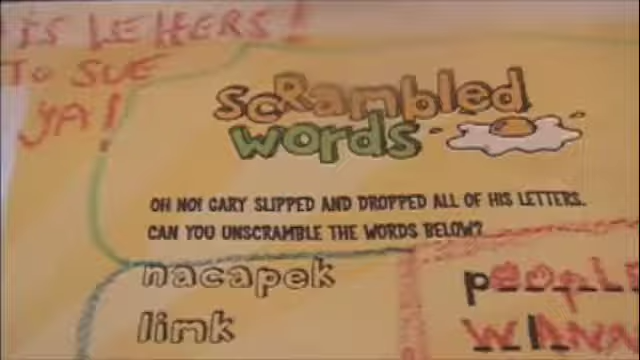 IS LETTERS!
TO SUE
YA!
scRambled
words
OH NO! GARY SLIPPED AND DROPPED ALL OF HIS LETTERS.
CAN YOU UNSCRAMBLE THE WORDS BELOW?
nacapek
limk
pEOPLE
WANN